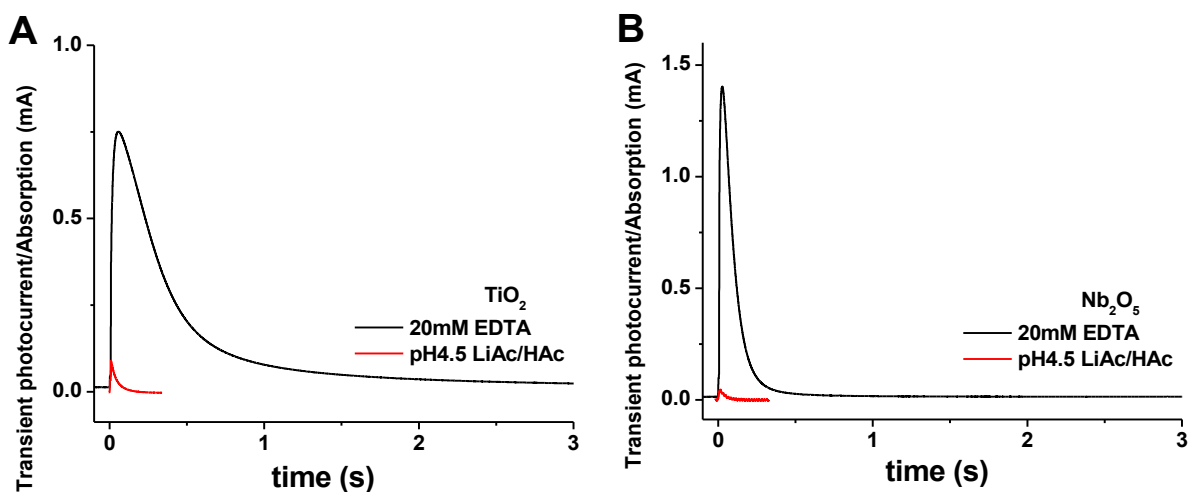 A
Transient photocurrent/Absorption (mA)
1.0
0.5
0.0
TiO2
20mM EDTA
pH4.5 LiAc/HAc
0
1
2
3
time (s)
B
Transient photocurrent/Absorption (mA)
1.5
1.0
0.5
0.0
Nb2O5
20mM EDTA
pH4.5 LiAc/HAc
0
1
2
3
time (s)